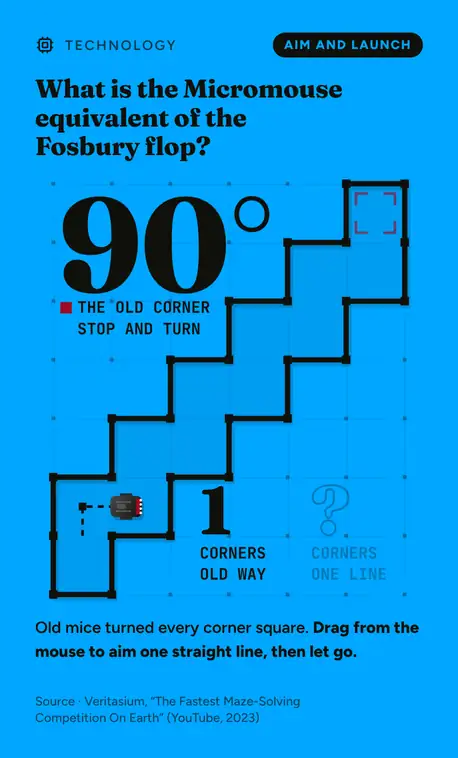 TECHNOLOGY
AIM AND LAUNCH
What is the Micromouse
equivalent of the
Fosbury flop?
90°
THE OLD CORNER
STOP AND TURN
1
CORNERS
OLD WAY
?
CORNERS
ONE LINE
Old mice turned every corner square. Drag from the
mouse to aim one straight line, then let go.
Source · Veritasium, “The Fastest Maze-Solving
Competition On Earth” (YouTube, 2023)